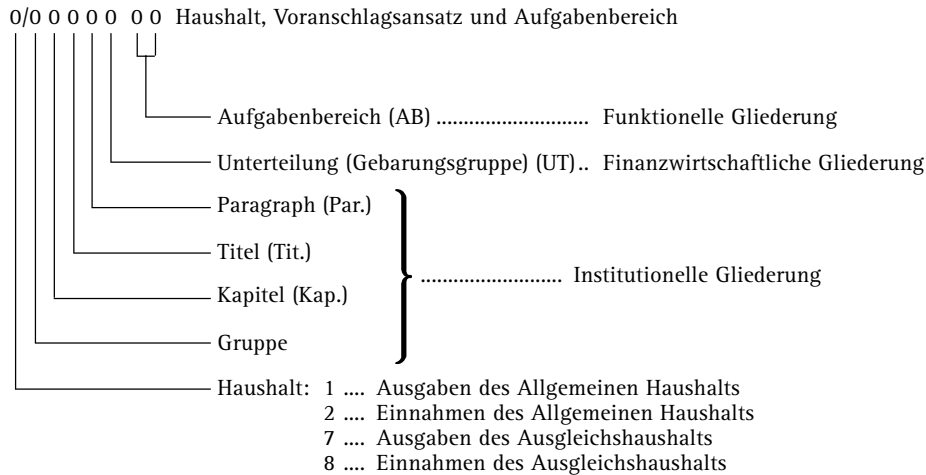 0/0 0 0 0 0 0 0 Haushalt, Voranschlagsansatz und Aufgabenbereich
Aufgabenbereich (AB) ........................... Funktionelle Gliederung
Unterteilung (Gebarungsgruppe) (UT) .. Finanzwirtschaftliche Gliederung
Paragraph (Par.)
Titel (Tit.)
......................... Institutionelle Gliederung
Kapitel (Kap.)
Gruppe
Haushalt: 1 .... Ausgaben des Allgemeinen Haushalts
2 .... Einnahmen des Allgemeinen Haushalts
7 .... Ausgaben des Ausgleichshaushalts
8 .... Einnahmen des Ausgleichshaushalts